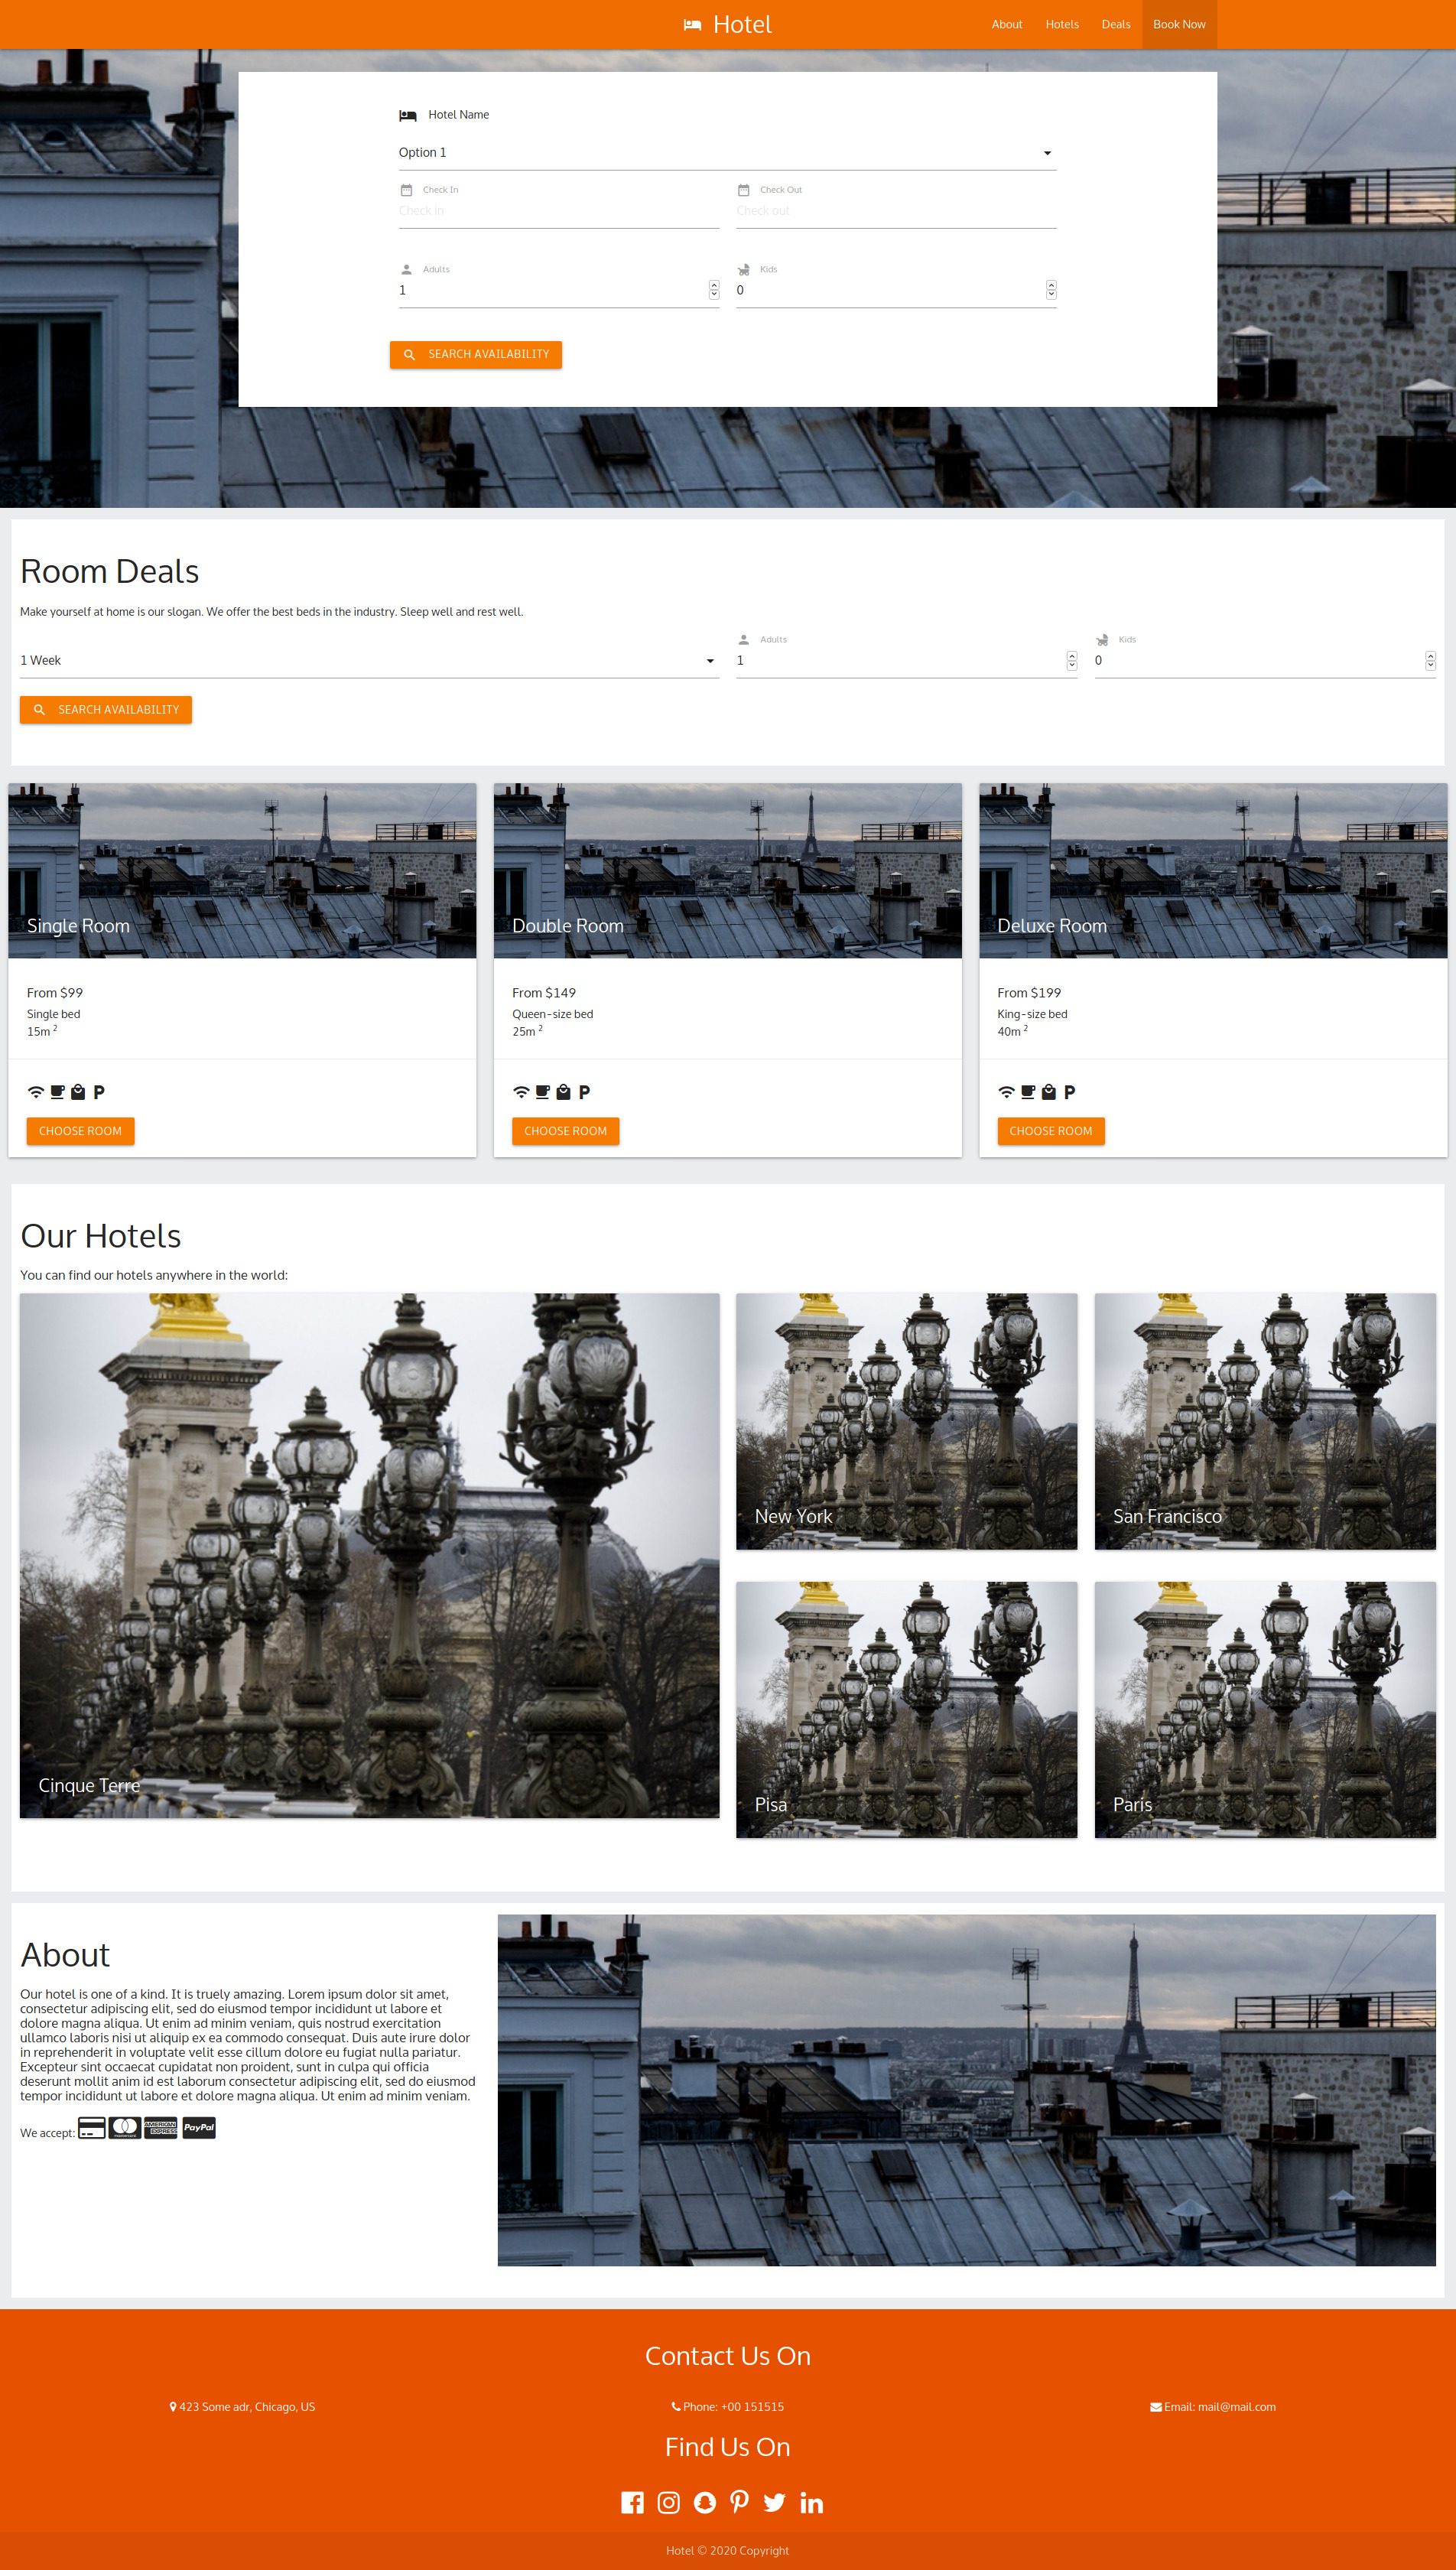 Hotel
About Hotels Deals Book Now
Hotel Name
Option 1
Check In Check Out
Check in Check out
Adults Kids
1 0
SEARCH AVAILABILITY
Room Deals
Make yourself at home is our slogan. We offer the best beds in the industry. Sleep well and rest well.
Adults Kids
1 Week 1 0
SEARCH AVAILABILITY
Single Room
From $99
Single bed
15m 2
P
CHOOSE ROOM
Double Room
From $149
Queen-size bed
25m 2
P
CHOOSE ROOM
Deluxe Room
From $199
King-size bed
40m 2
P
CHOOSE ROOM
Our Hotels
You can find our hotels anywhere in the world:
Cinque Terre
New York
San Francisco
Pisa
Paris
About
Our hotel is one of a kind. It is truely amazing. Lorem ipsum dolor sit amet,
consectetur adipiscing elit, sed do eiusmod tempor incididunt ut labore et
dolore magna aliqua. Ut enim ad minim veniam, quis nostrud exercitation
ullamco laboris nisi ut aliquip ex ea commodo consequat. Duis aute irure dolor
in reprehenderit in voluptate velit esse cillum dolore eu fugiat nulla pariatur.
Excepteur sint occaecat cupidatat non proident, sunt in culpa qui officia
deserunt mollit anim id est laborum consectetur adipiscing elit, sed do eiusmod
tempor incididunt ut labore et dolore magna aliqua. Ut enim ad minim veniam.
We accept: mastercard AMERICAN EXPRESS PayPal
Contact Us On
423 Some adr, Chicago, US
Phone: +00 151515
Email: mail@mail.com
Find Us On
Hotel © 2020 Copyright